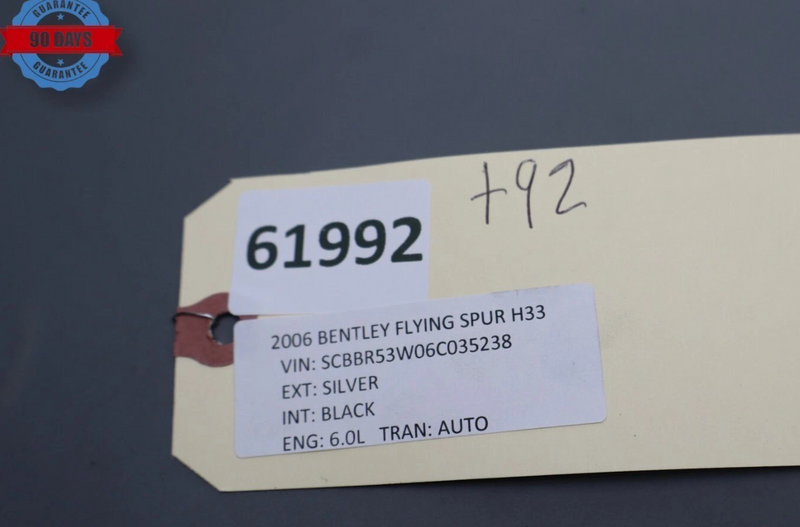 GUARANTEE
90 DAYS
GUARANTEE
792
61992
2006 BENTLEY FLYING SPUR H33
VIN: SCBBR53W06C035238
EXT: SILVER
INT: BLACK
ENG: 6.0L TRAN: AUTO